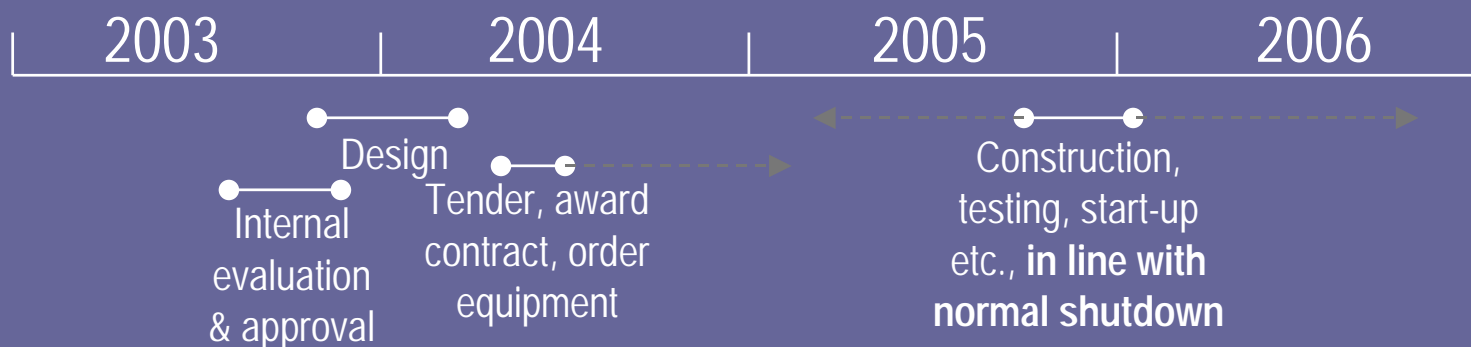 2003 2004 2005 2006
Design
Internal
evaluation
& approval
Tender, award
contract, order
equipment
Construction,
testing, start-up
etc., in line with
normal shutdown